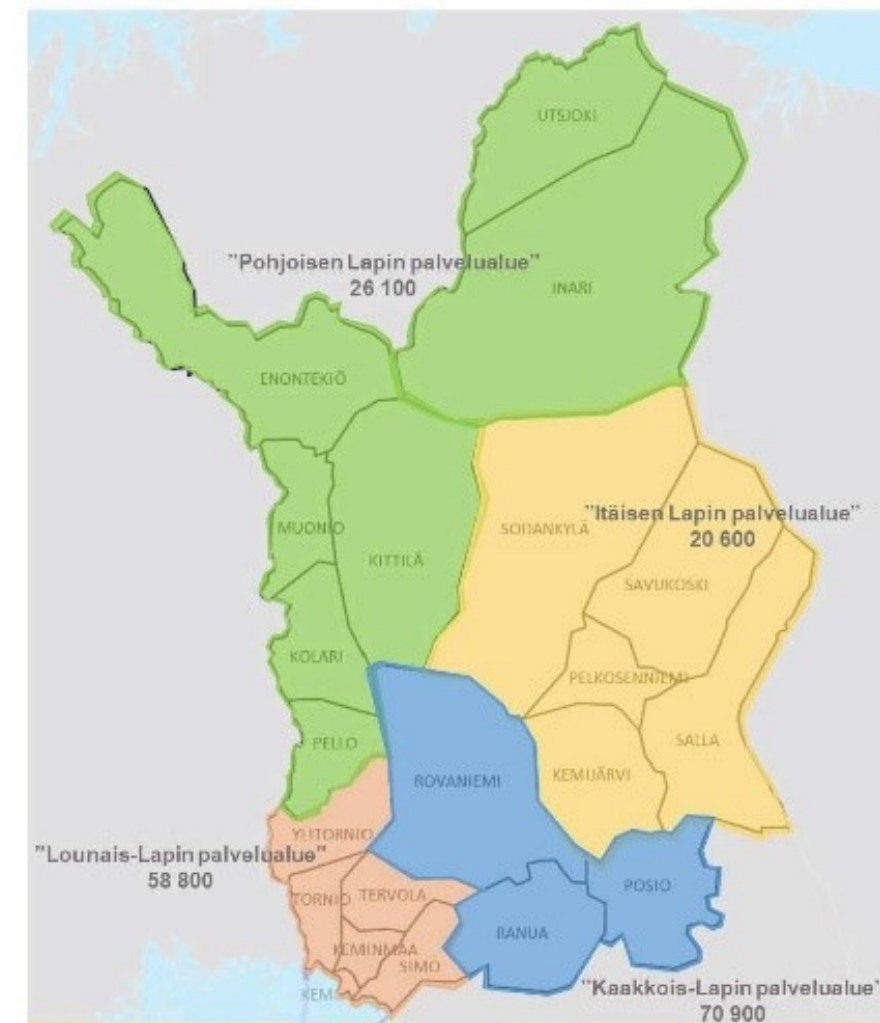 UTSJOKI
"Pohjoisen Lapin palvelualue"
26 100
INARI
ENONTEKIÖ
"Itäisen Lapin palvelualue"
20 600
MUONIO
SODANKYLÄ
KITTILÄ
SAVUKOSKI
KOLARI
PELKOSENNIEMI
PELLO
SALLA
KEMIJÄRVI
ROVANIEMI
YLITORNIO
"Lounais-Lapin palvelualue"
58 800
TORNIO
TERVOLA
POSIO
RANUA
KEMINMAA
SIMO
"Kaakkois-Lapin palvelualue"
70 900